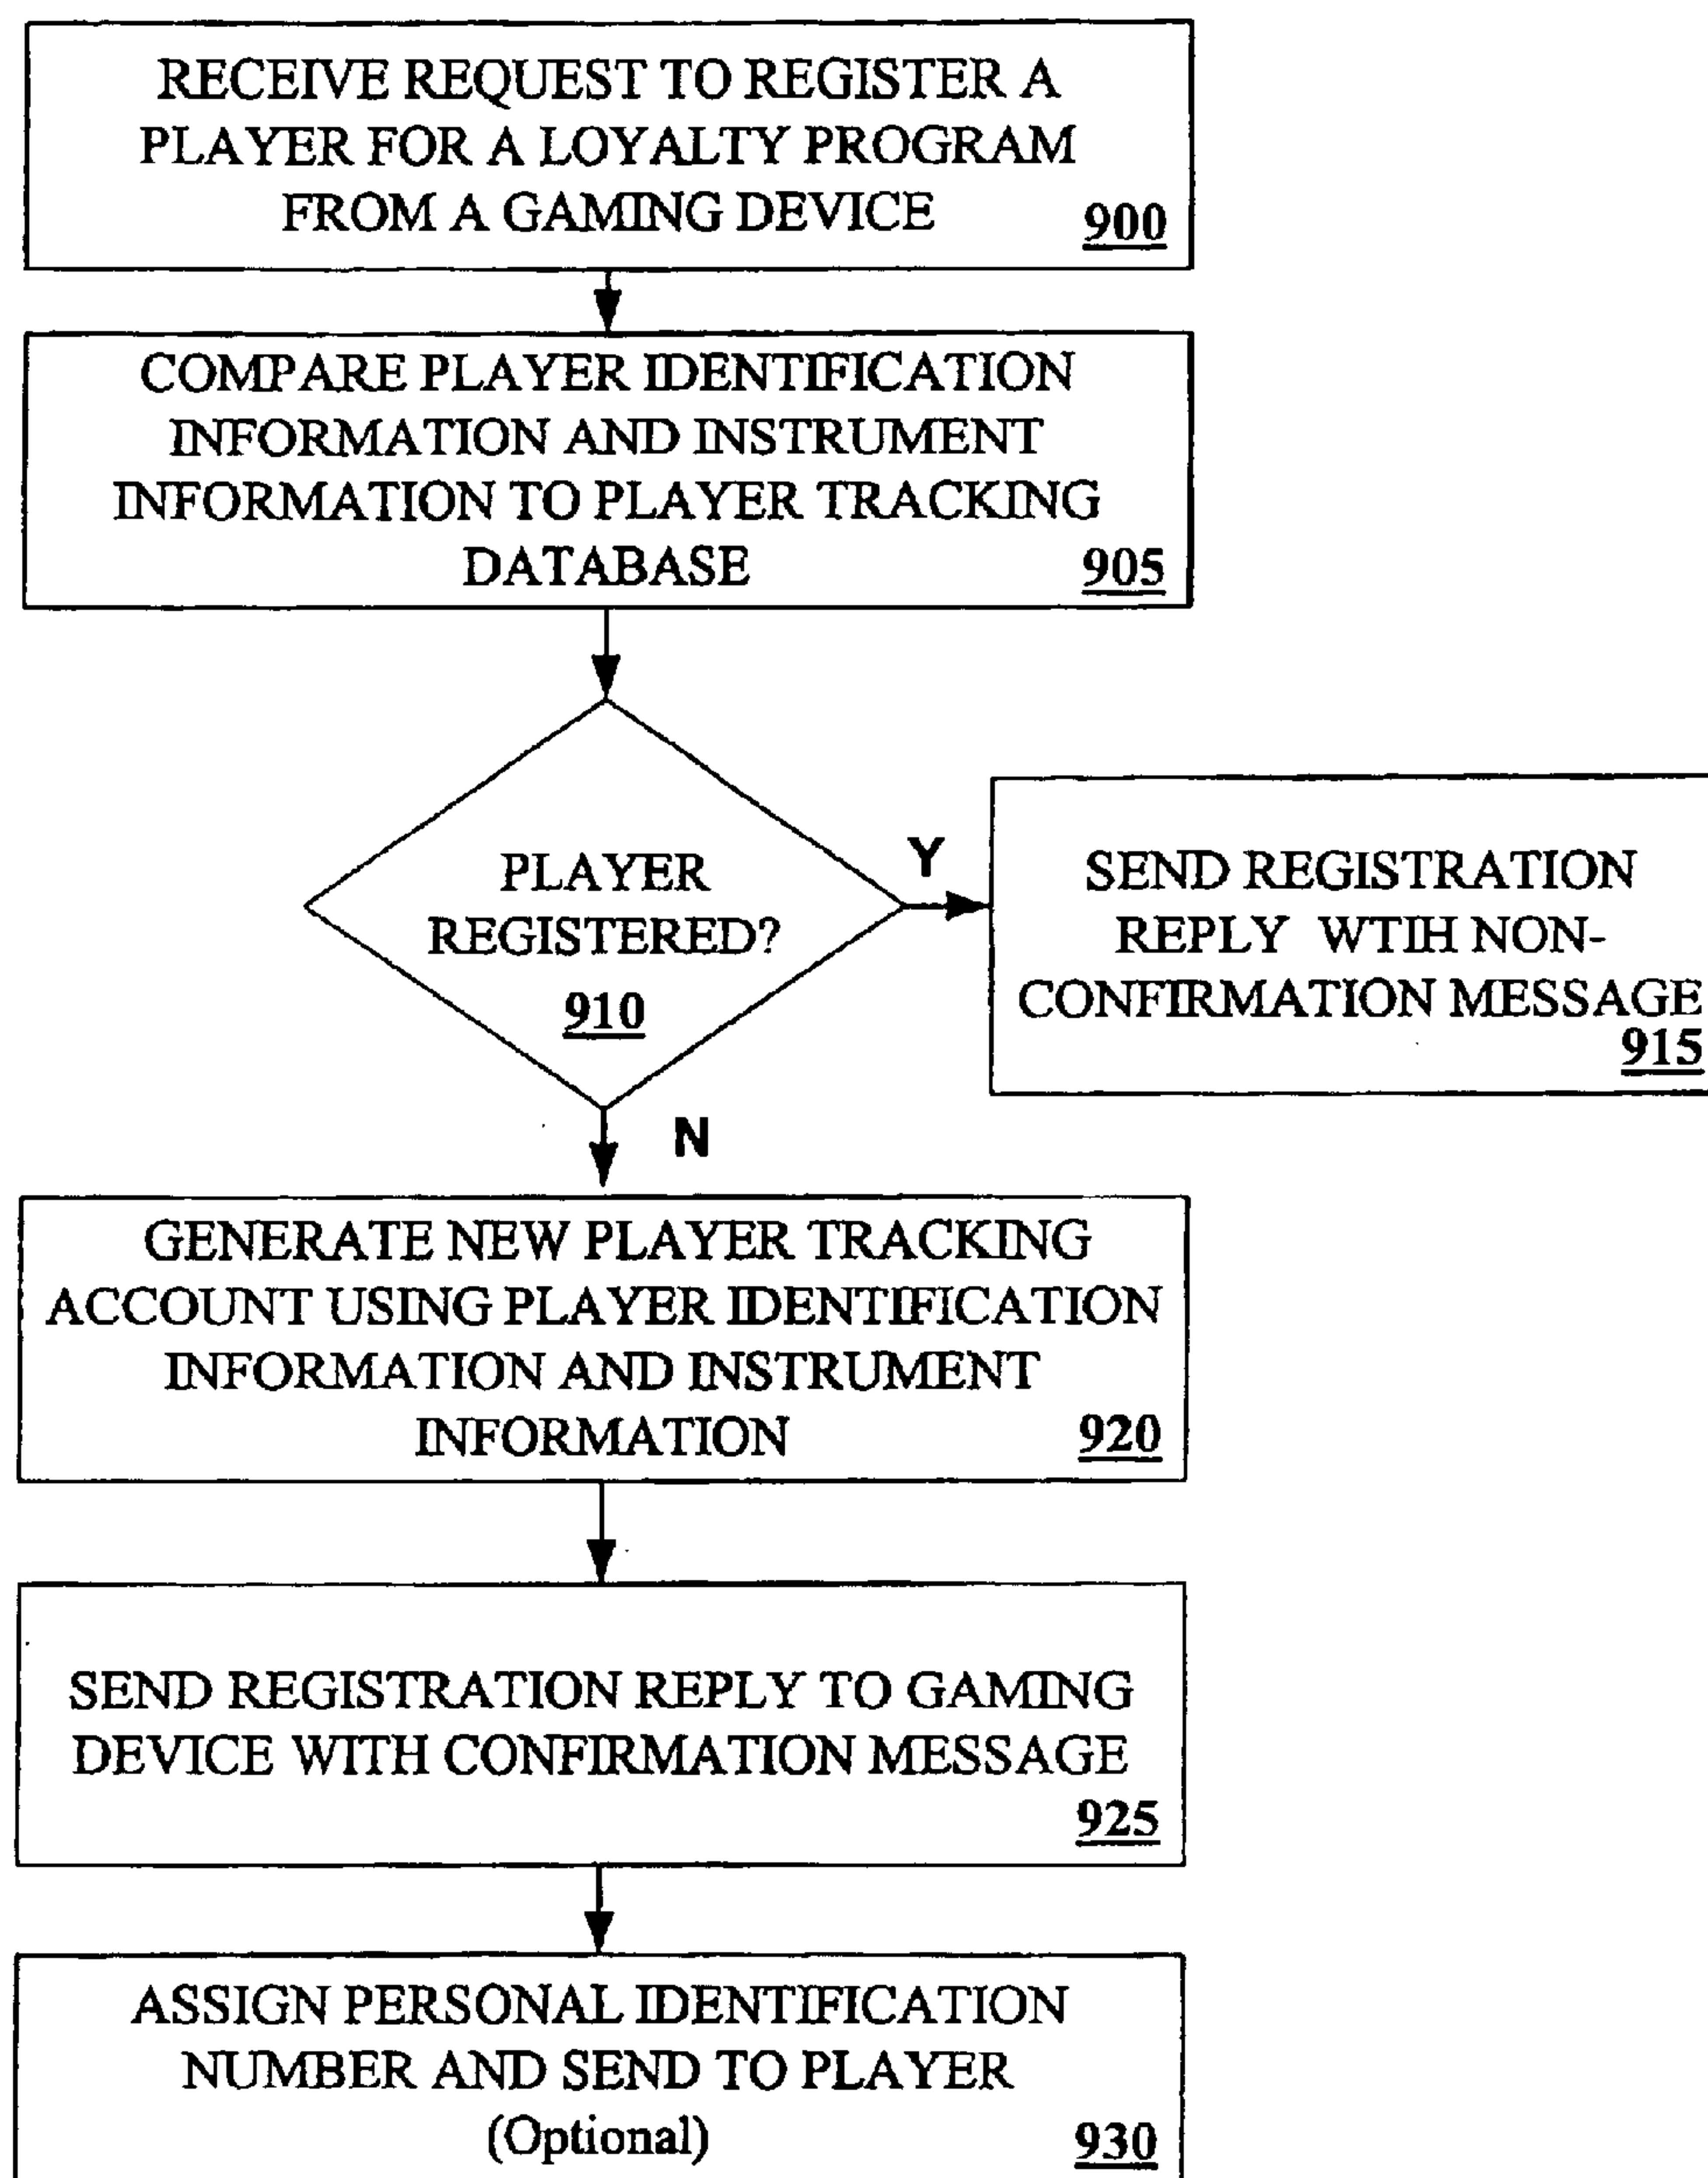 RECEIVE REQUEST TO REGISTER A
PLAYER FOR A LOYALTY PROGRAM
FROM A GAMING DEVICE
900
COMPARE PLAYER IDENTIFICATION
INFORMATION AND INSTRUMENT
INFORMATION TO PLAYER TRACKING
DATABASE
905
PLAYER
REGISTERED?
910
Y
SEND REGISTRATION
REPLY WTIH NON-
CONFIRMATION MESSAGE
915
N
GENERATE NEW PLAYER TRACKING
ACCOUNT USING PLAYER IDENTIFICATION
INFORMATION AND INSTRUMENT
INFORMATION
920
SEND REGISTRATION REPLY TO GAMING
DEVICE WITH CONFIRMATION MESSAGE
925
ASSIGN PERSONAL IDENTIFICATION
NUMBER AND SEND TO PLAYER
(Optional)
930